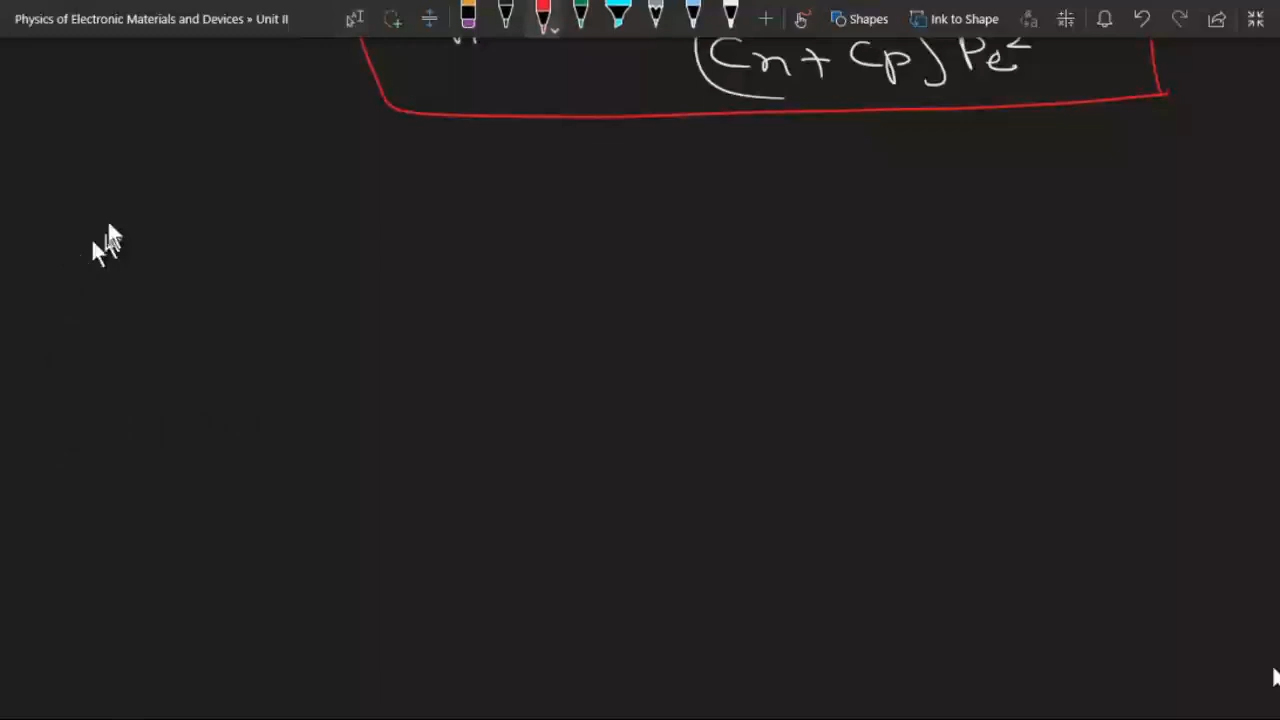 Physics of Electronic Materials and Devices » Unit II
Shapes
Ink to Shape
(Cn + Cp) Pe²